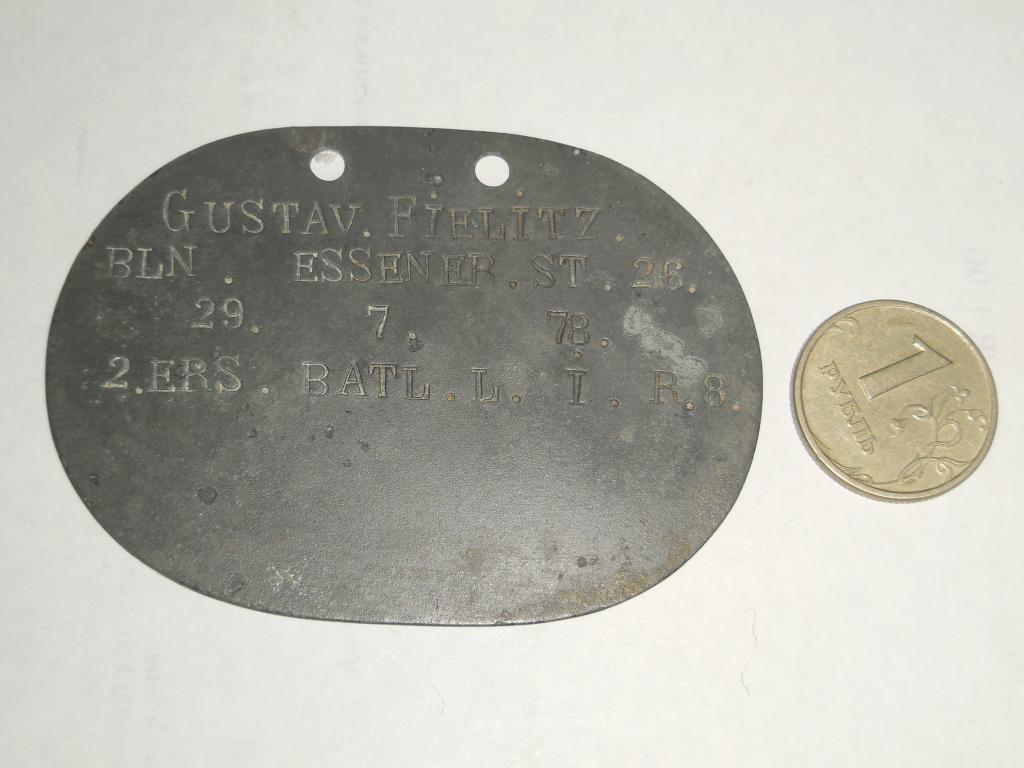 GUSTAV. FIELITZ.
BLN. ESSENER. ST. 26.
29. 7. 78.
2. ERS. BATL. L. I. R. 8.
1
РУБЛЬ